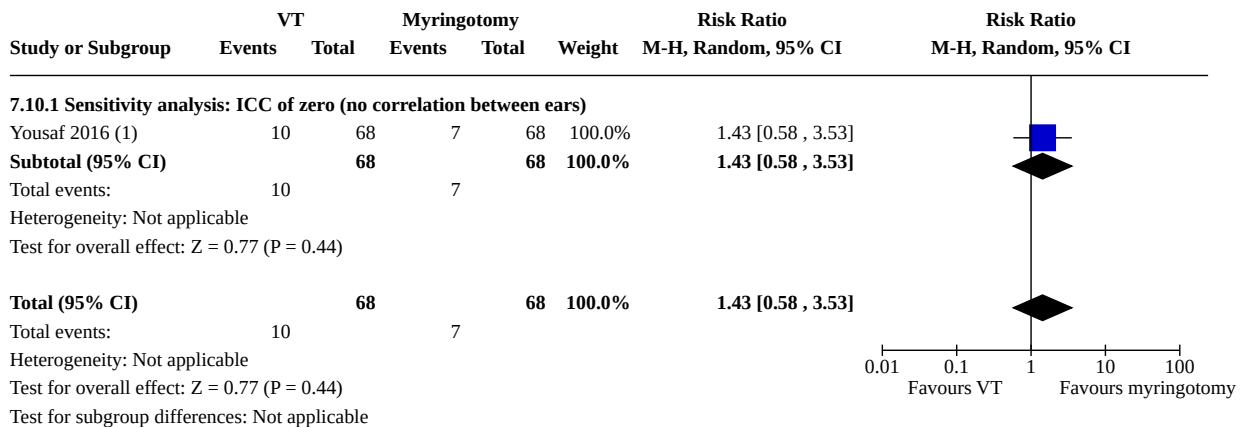 VT Myringotomy Risk Ratio Risk Ratio
Study or Subgroup Events Total Events Total Weight M-H, Random, 95% CI M-H, Random, 95% CI
7.10.1 Sensitivity analysis: ICC of zero (no correlation between ears)
Yousaf 2016 (1) 10 68 7 68 100.0% 1.43 [0.58 , 3.53]
Subtotal (95% CI) 68 68 100.0% 1.43 [0.58 , 3.53]
Total events: 10 7
Heterogeneity: Not applicable
Test for overall effect: Z = 0.77 (P = 0.44)
Total (95% CI) 68 68 100.0% 1.43 [0.58 , 3.53]
Total events: 10 7
Heterogeneity: Not applicable
0.01 0.1 1 10 100
Test for overall effect: Z = 0.77 (P = 0.44)
Favours VT Favours myringotomy
Test for subgroup differences: Not applicable